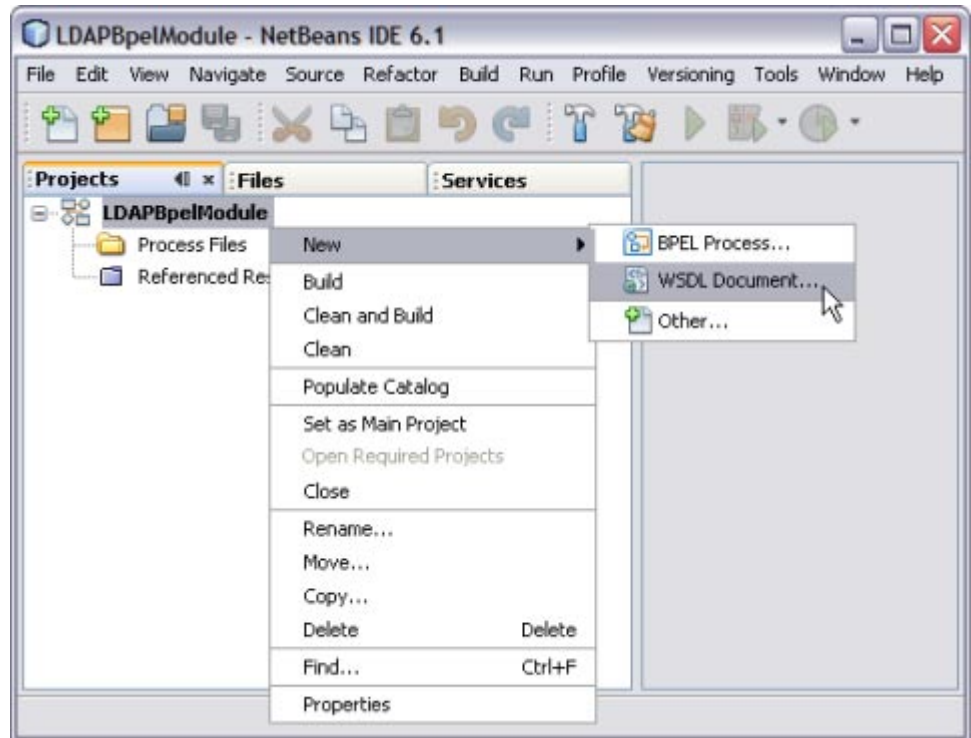 LDAPBpelModule - NetBeans IDE 6.1
File Edit View Navigate Source Refactor Build Run Profile Versioning Tools Window Help
Projects Files Services
LDAPBpelModule
Process Files
Referenced Re
New
BPEL Process...
WSDL Document...
Other...
Build
Clean and Build
Clean
Populate Catalog
Set as Main Project
Open Required Projects
Close
Rename...
Move...
Copy...
Delete Delete
Find... Ctrl+F
Properties